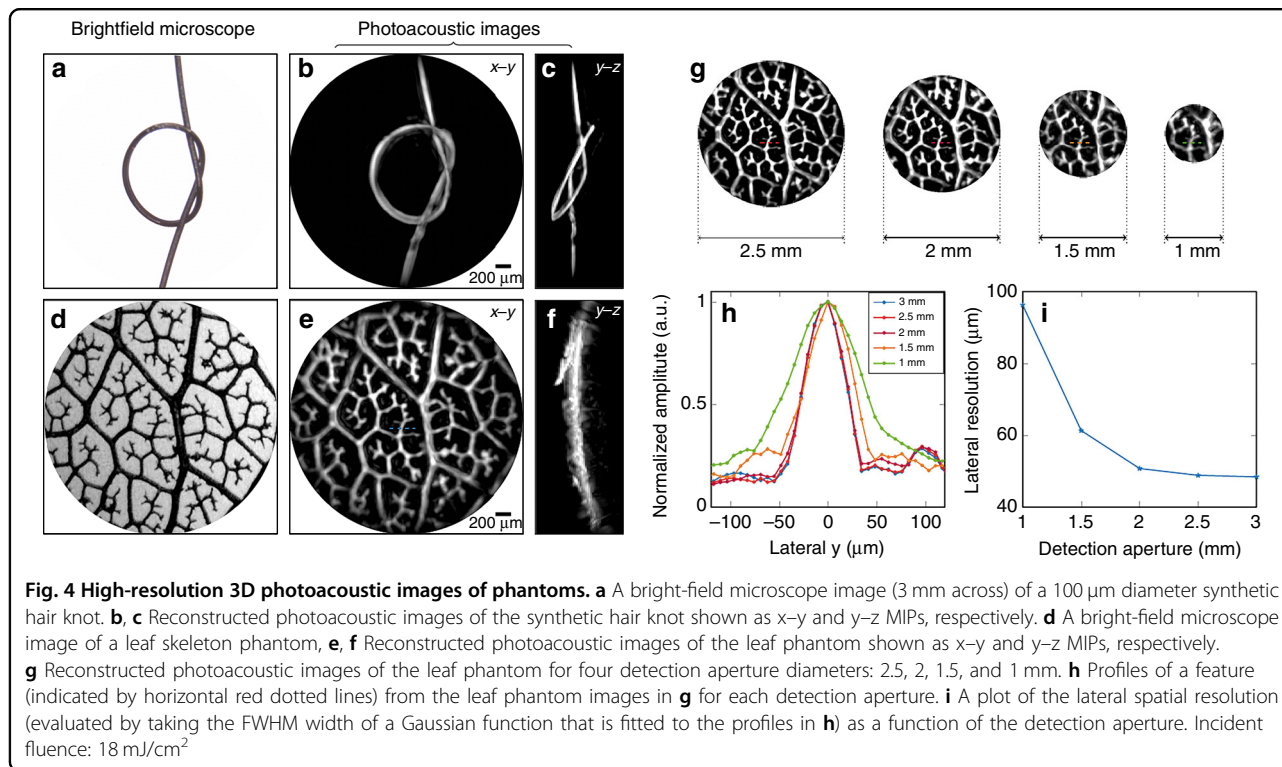 Brightfield microscope
Photoacoustic images
a
b
x–y
200 μm
c
y–z
d
e
x–y
200 μm
f
y–z
g
2.5 mm
2 mm
1.5 mm
1 mm
h
1
0.5
0
Normalized amplitude (a.u.)
3 mm
2.5 mm
2 mm
1.5 mm
1 mm
−100
−50
0
50
100
Lateral y (μm)
i
100
80
60
40
Lateral resolution (μm)
1
1.5
2
2.5
3
Detection aperture (mm)
Fig. 4 High-resolution 3D photoacoustic images of phantoms. a A bright-field microscope image (3 mm across) of a 100 μm diameter synthetic
hair knot. b, c Reconstructed photoacoustic images of the synthetic hair knot shown as x–y and y–z MIPs, respectively. d A bright-field microscope
image of a leaf skeleton phantom, e, f Reconstructed photoacoustic images of the leaf phantom shown as x–y and y–z MIPs, respectively.
g Reconstructed photoacoustic images of the leaf phantom for four detection aperture diameters: 2.5, 2, 1.5, and 1 mm. h Profiles of a feature
(indicated by horizontal red dotted lines) from the leaf phantom images in g for each detection aperture. i A plot of the lateral spatial resolution
(evaluated by taking the FWHM width of a Gaussian function that is fitted to the profiles in h) as a function of the detection aperture. Incident
fluence: 18 mJ/cm²